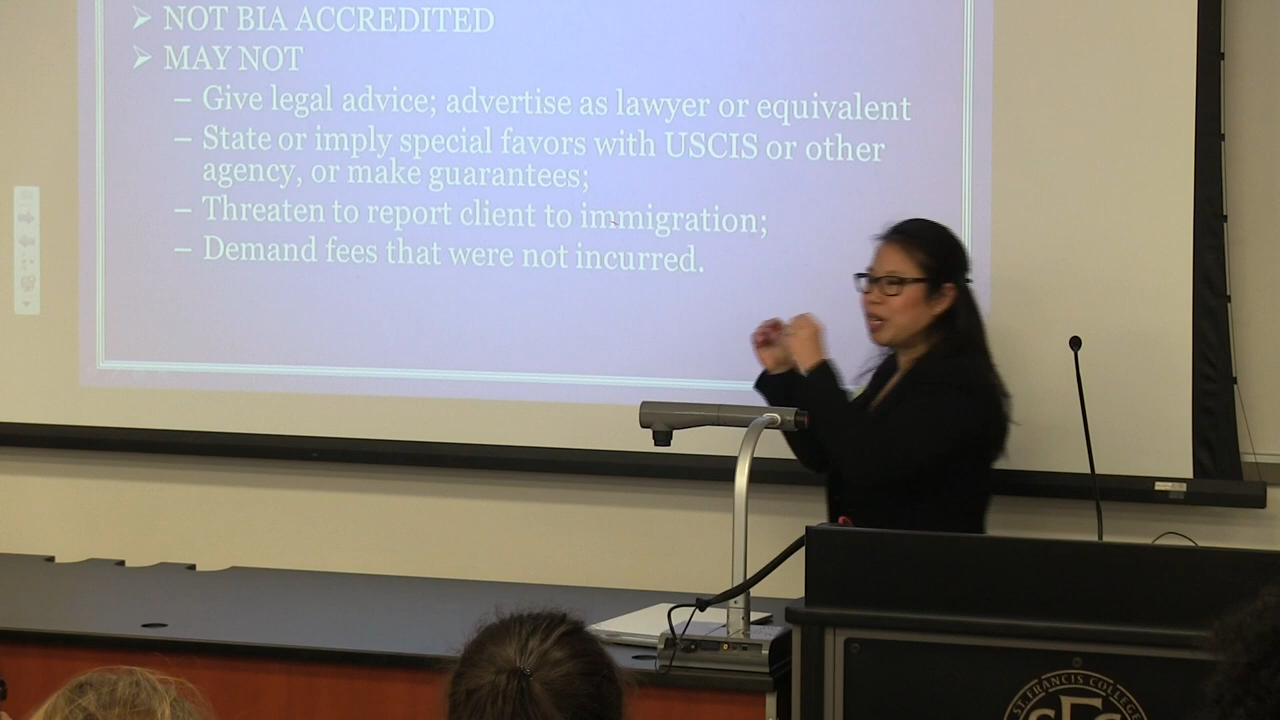 ➢ NOT BIA ACCREDITED
➢ MAY NOT
– Give legal advice; advertise as lawyer or equivalent
– State or imply special favors with USCIS or other
agency, or make guarantees;
– Threaten to report client to immigration;
– Demand fees that were not incurred.
ST. FRANCIS COLLEGE
SFC